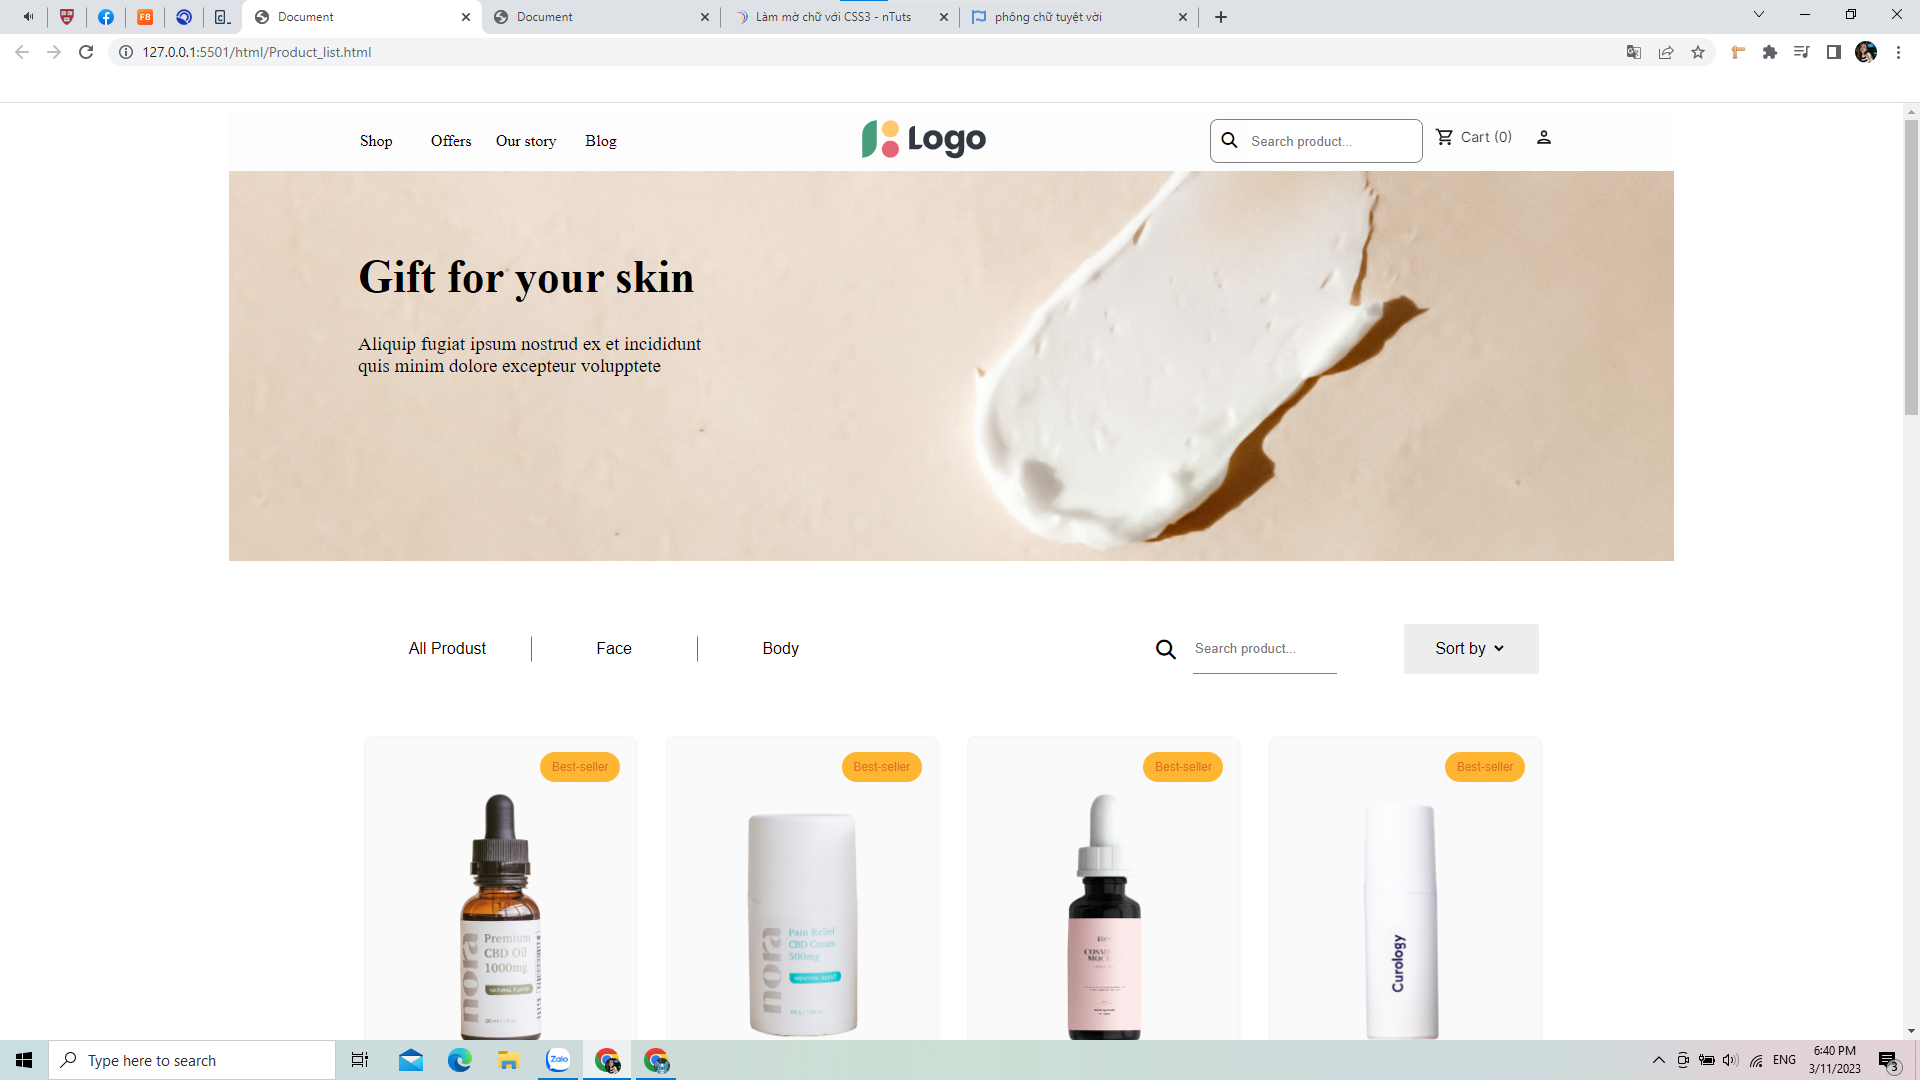 Document
Document
Làm mờ chữ với CSS3 - nTuts
phông chữ tuyệt vời
127.0.0.1:5501/html/Product_list.html
Shop
Offers
Our story
Blog
Logo
Search product...
Cart (0)
Gift for your skin
Aliquip fugiat ipsum nostrud ex et incididunt
quis minim dolore excepteur volupptete
All Produst
Face
Body
Search product...
Sort by
Best-seller
Best-seller
Best-seller
Best-seller
nora
Premium
CBD Oil
1000mg
NATURAL FLAVOR
nora
Pain Relief
CBD Cream
500mg
MENTHOL SCENT
Curology
Type here to search
Zalo
ENG
6:40 PM
3/11/2023
3